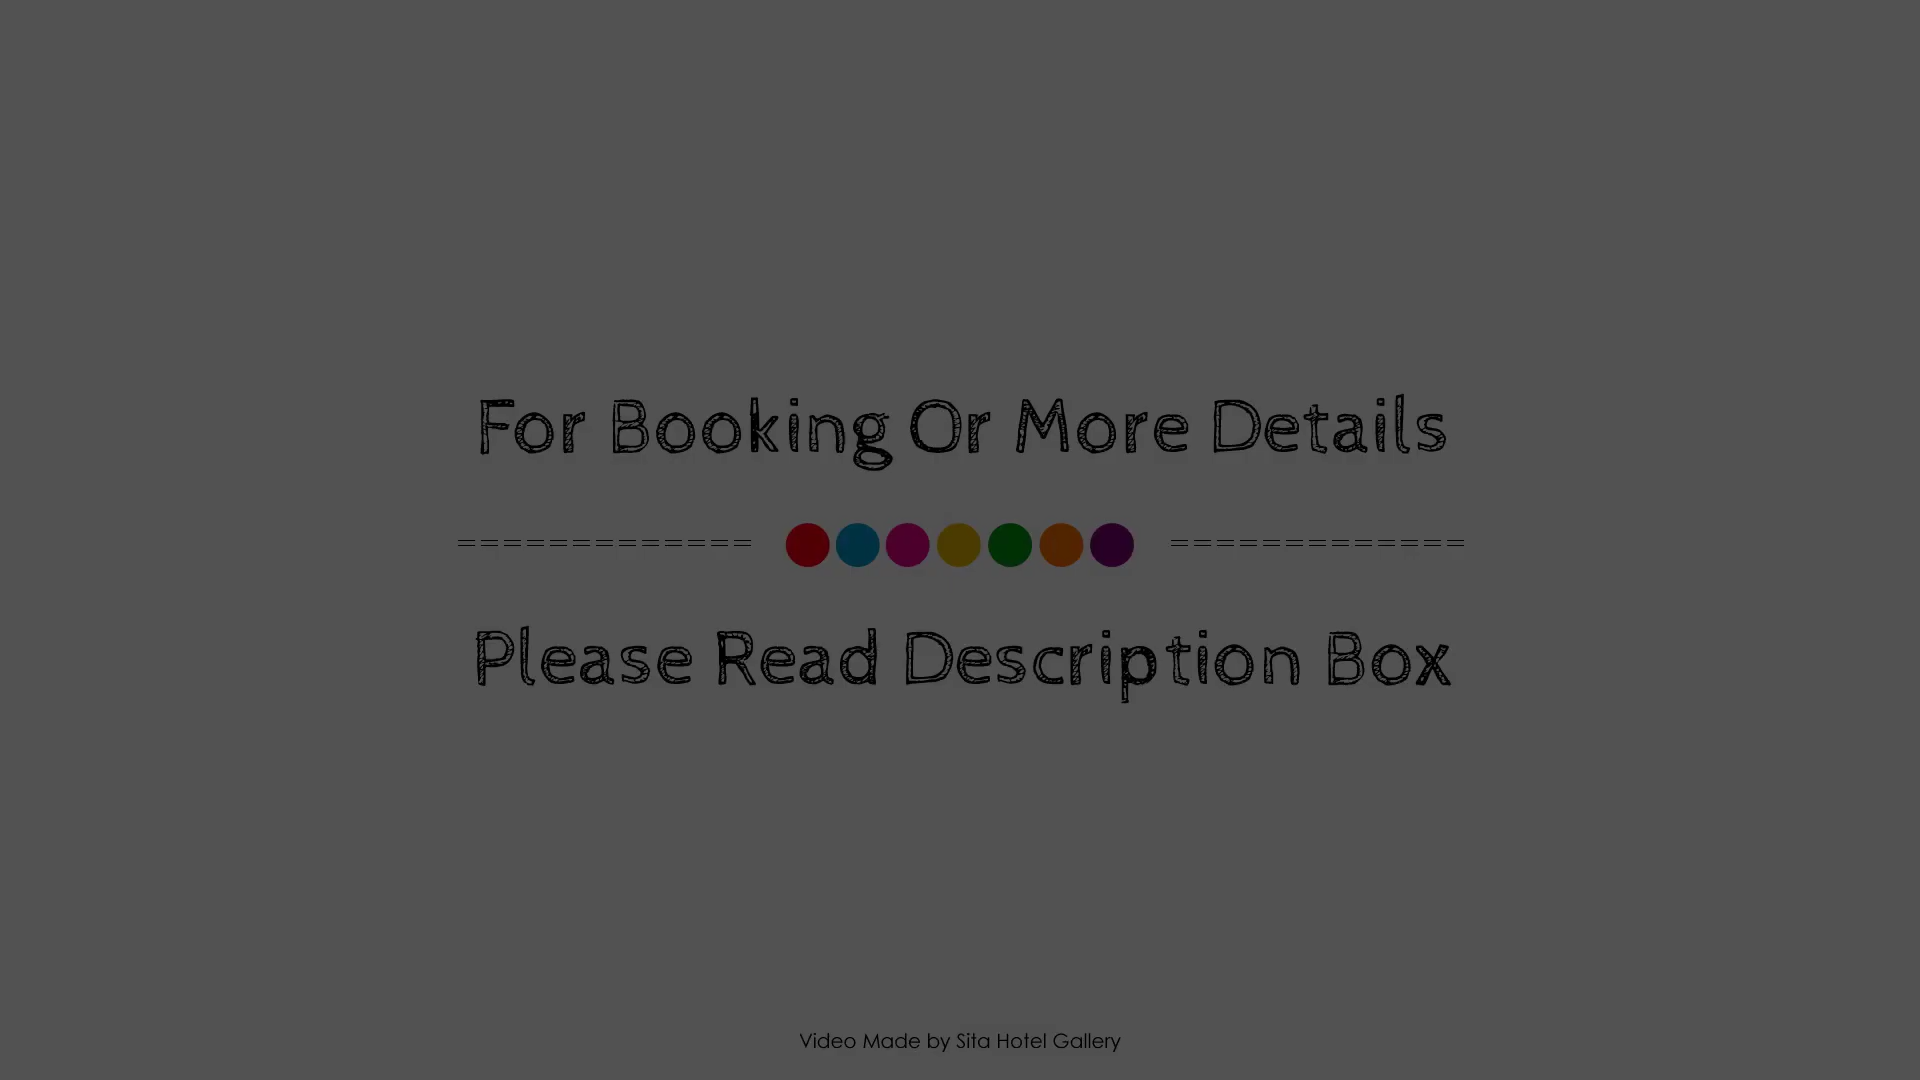 For Booking Or More Details
============= =============
Please Read Description Box
Video Made by Sita Hotel Gallery